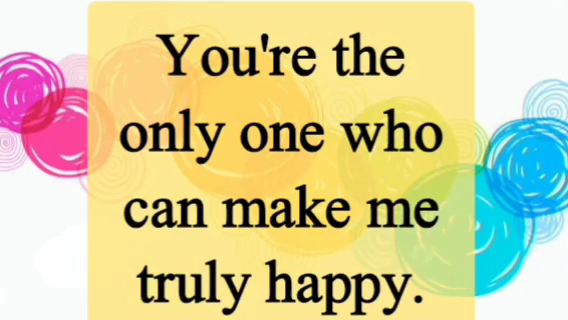 You're the
only one who
can make me
truly happy.